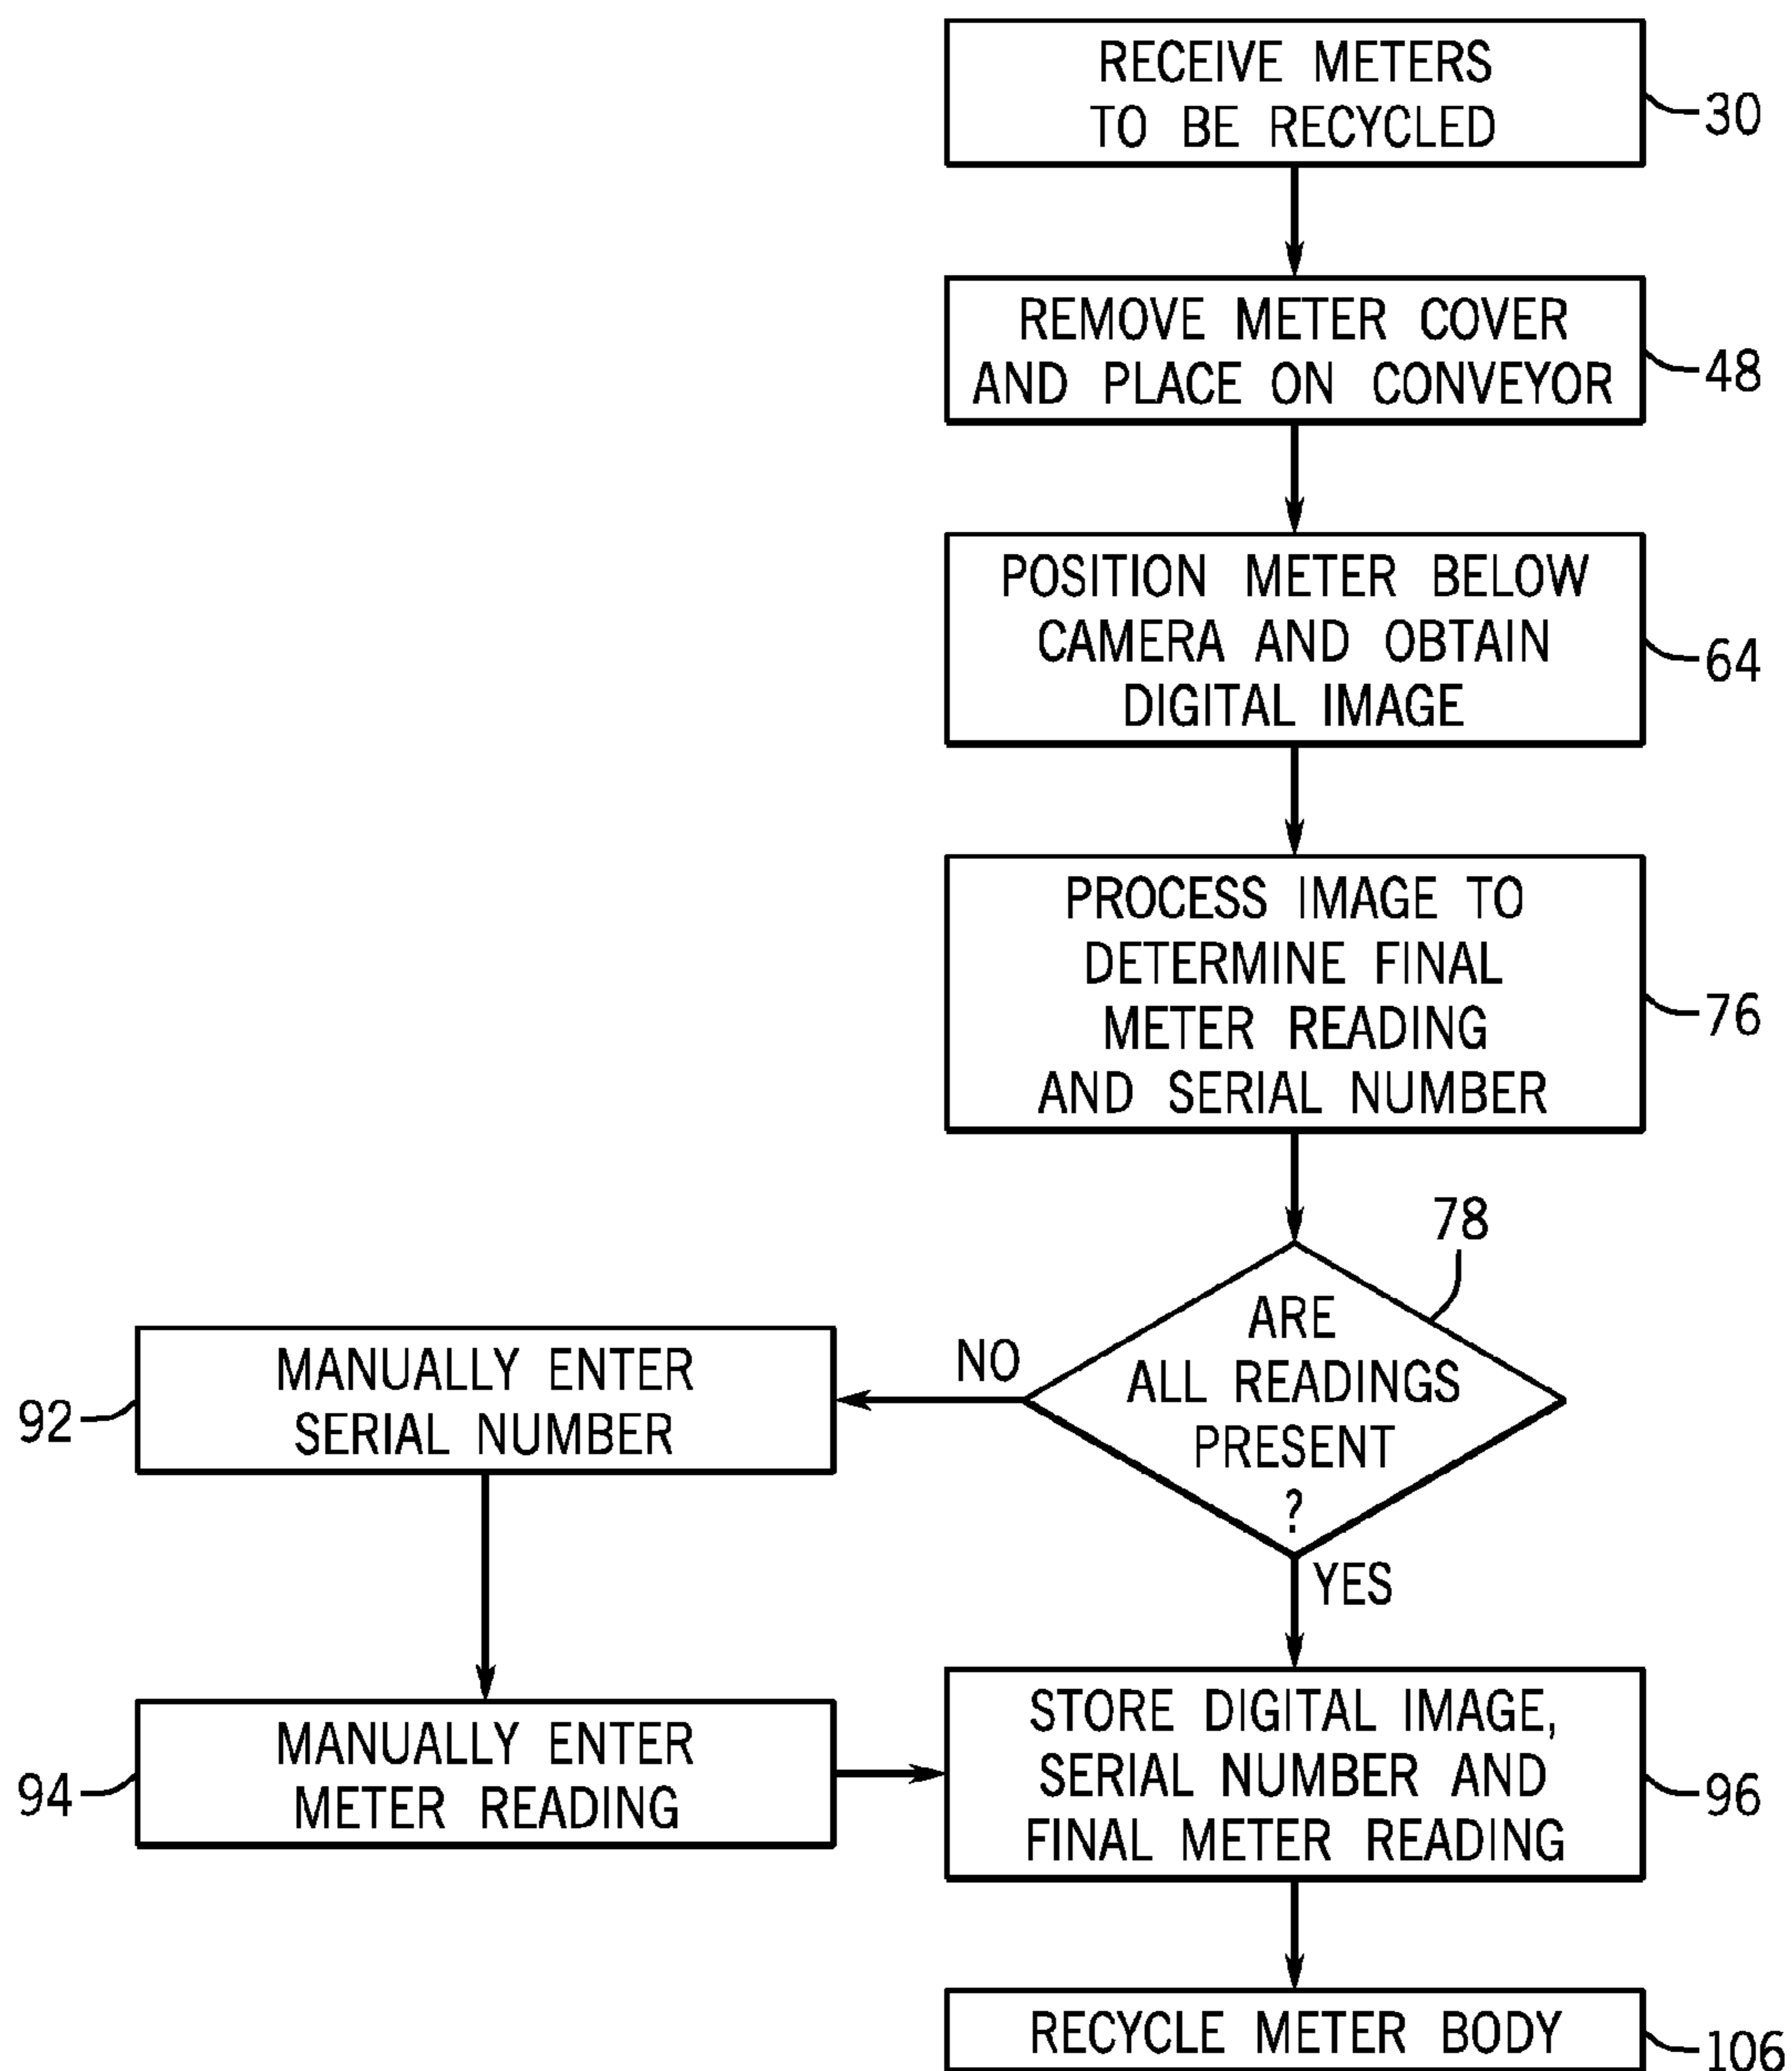 RECEIVE METERS
TO BE RECYCLED
30
REMOVE METER COVER
AND PLACE ON CONVEYOR
48
POSITION METER BELOW
CAMERA AND OBTAIN
DIGITAL IMAGE
64
PROCESS IMAGE TO
DETERMINE FINAL
METER READING
AND SERIAL NUMBER
76
78
ARE
ALL READINGS
PRESENT
?
NO
YES
MANUALLY ENTER
SERIAL NUMBER
92
MANUALLY ENTER
METER READING
94
STORE DIGITAL IMAGE,
SERIAL NUMBER AND
FINAL METER READING
96
RECYCLE METER BODY
106